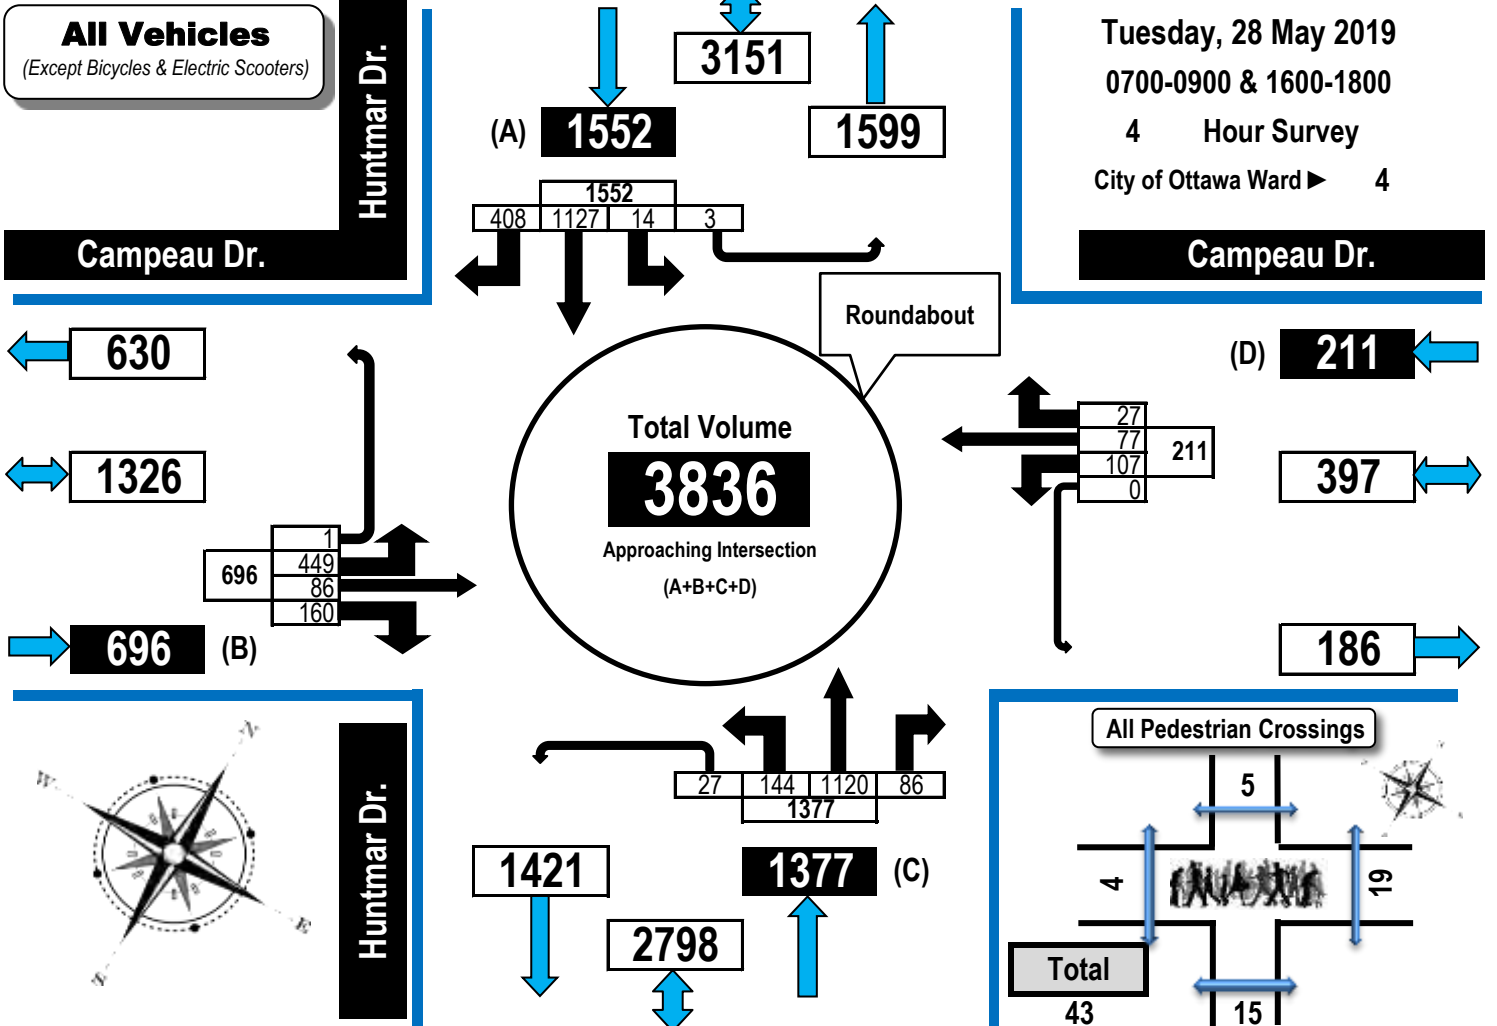 All Vehicles
(Except Bicycles & Electric Scooters)
Huntmar Dr.
Campeau Dr.
3151
(A) 1552
1599
1552
408 1127 14 3
Tuesday, 28 May 2019
0700-0900 & 1600-1800
4 Hour Survey
City of Ottawa Ward ► 4
Campeau Dr.
Roundabout
630
1326
1
449
86
160
696
696 (B)
Total Volume
3836
Approaching Intersection
(A+B+C+D)
(D) 211
27
77
107
0
211
397
186
N
W
E
S
Huntmar Dr.
27 144 1120 86
1377
1421
1377 (C)
2798
All Pedestrian Crossings
5
4
19
15
Total
43